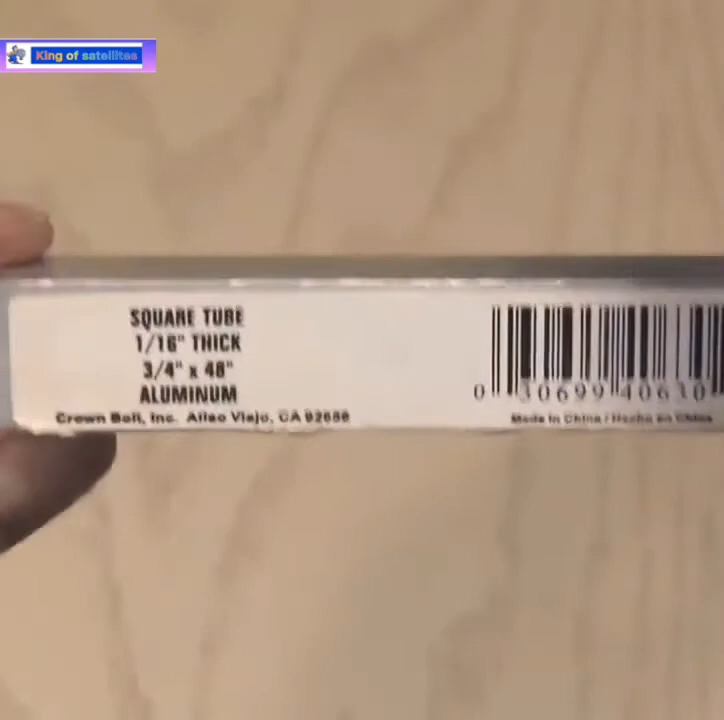 King of satellites
SQUARE TUBE
1/16" THICK
3/4" x 48"
ALUMINUM
Crown Bolt, Inc. Aliso Viejo, CA 92656
0 30699 40630
Made in China / Hecho en China